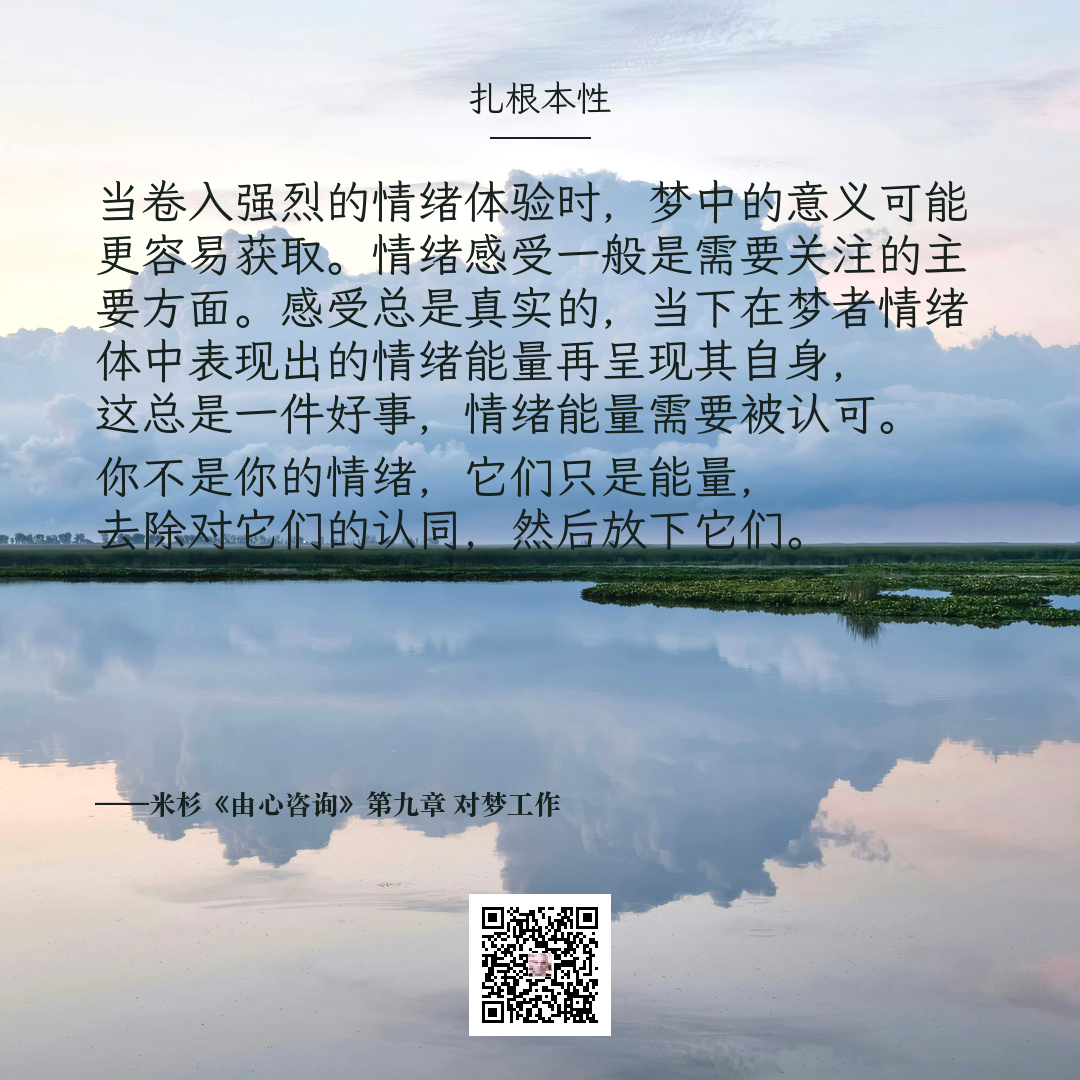 扎根本性
当卷入强烈的情绪体验时，梦中的意义可能
更容易获取。情绪感受一般是需要关注的主
要方面。感受总是真实的，当下在梦者情绪
体中表现出的情绪能量再呈现其自身，
这总是一件好事，情绪能量需要被认可。
你不是你的情绪，它们只是能量，
去除对它们的认同，然后放下它们。
——米杉《由心咨询》第九章 对梦工作